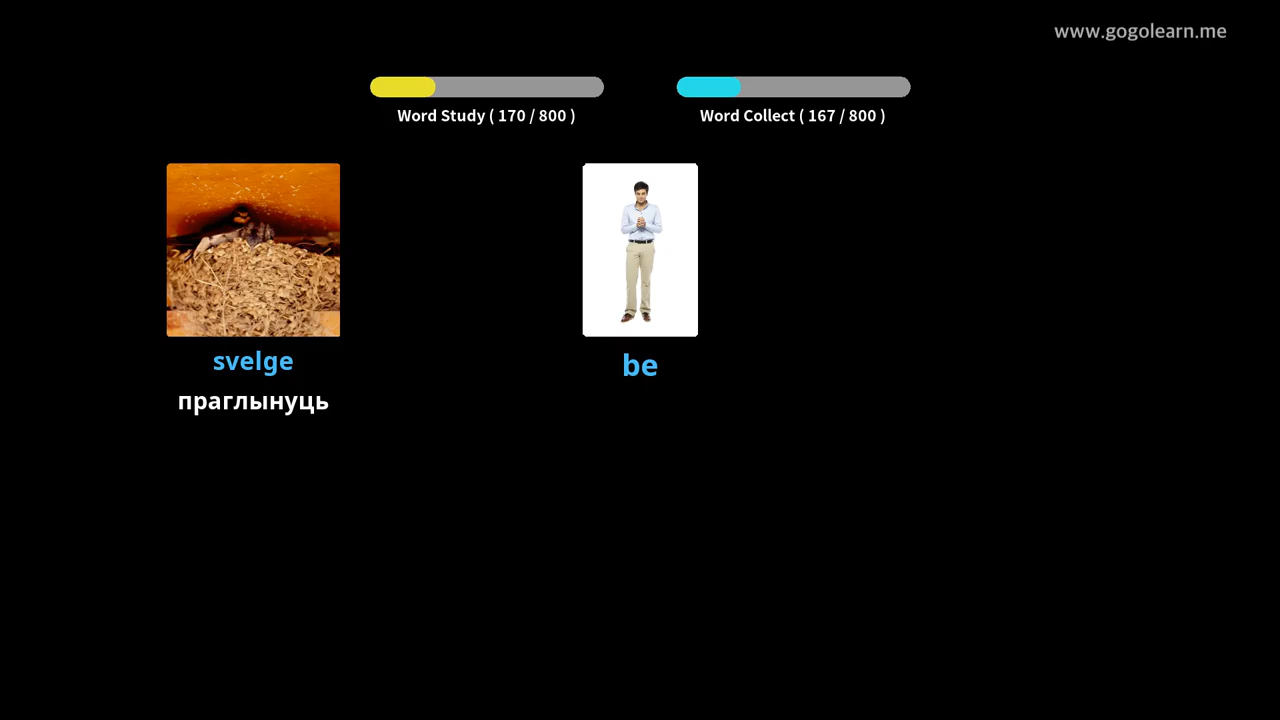 www.gogolearn.me
Word Study ( 170 / 800 )
Word Collect ( 167 / 800 )
svelge
праглынуць
be